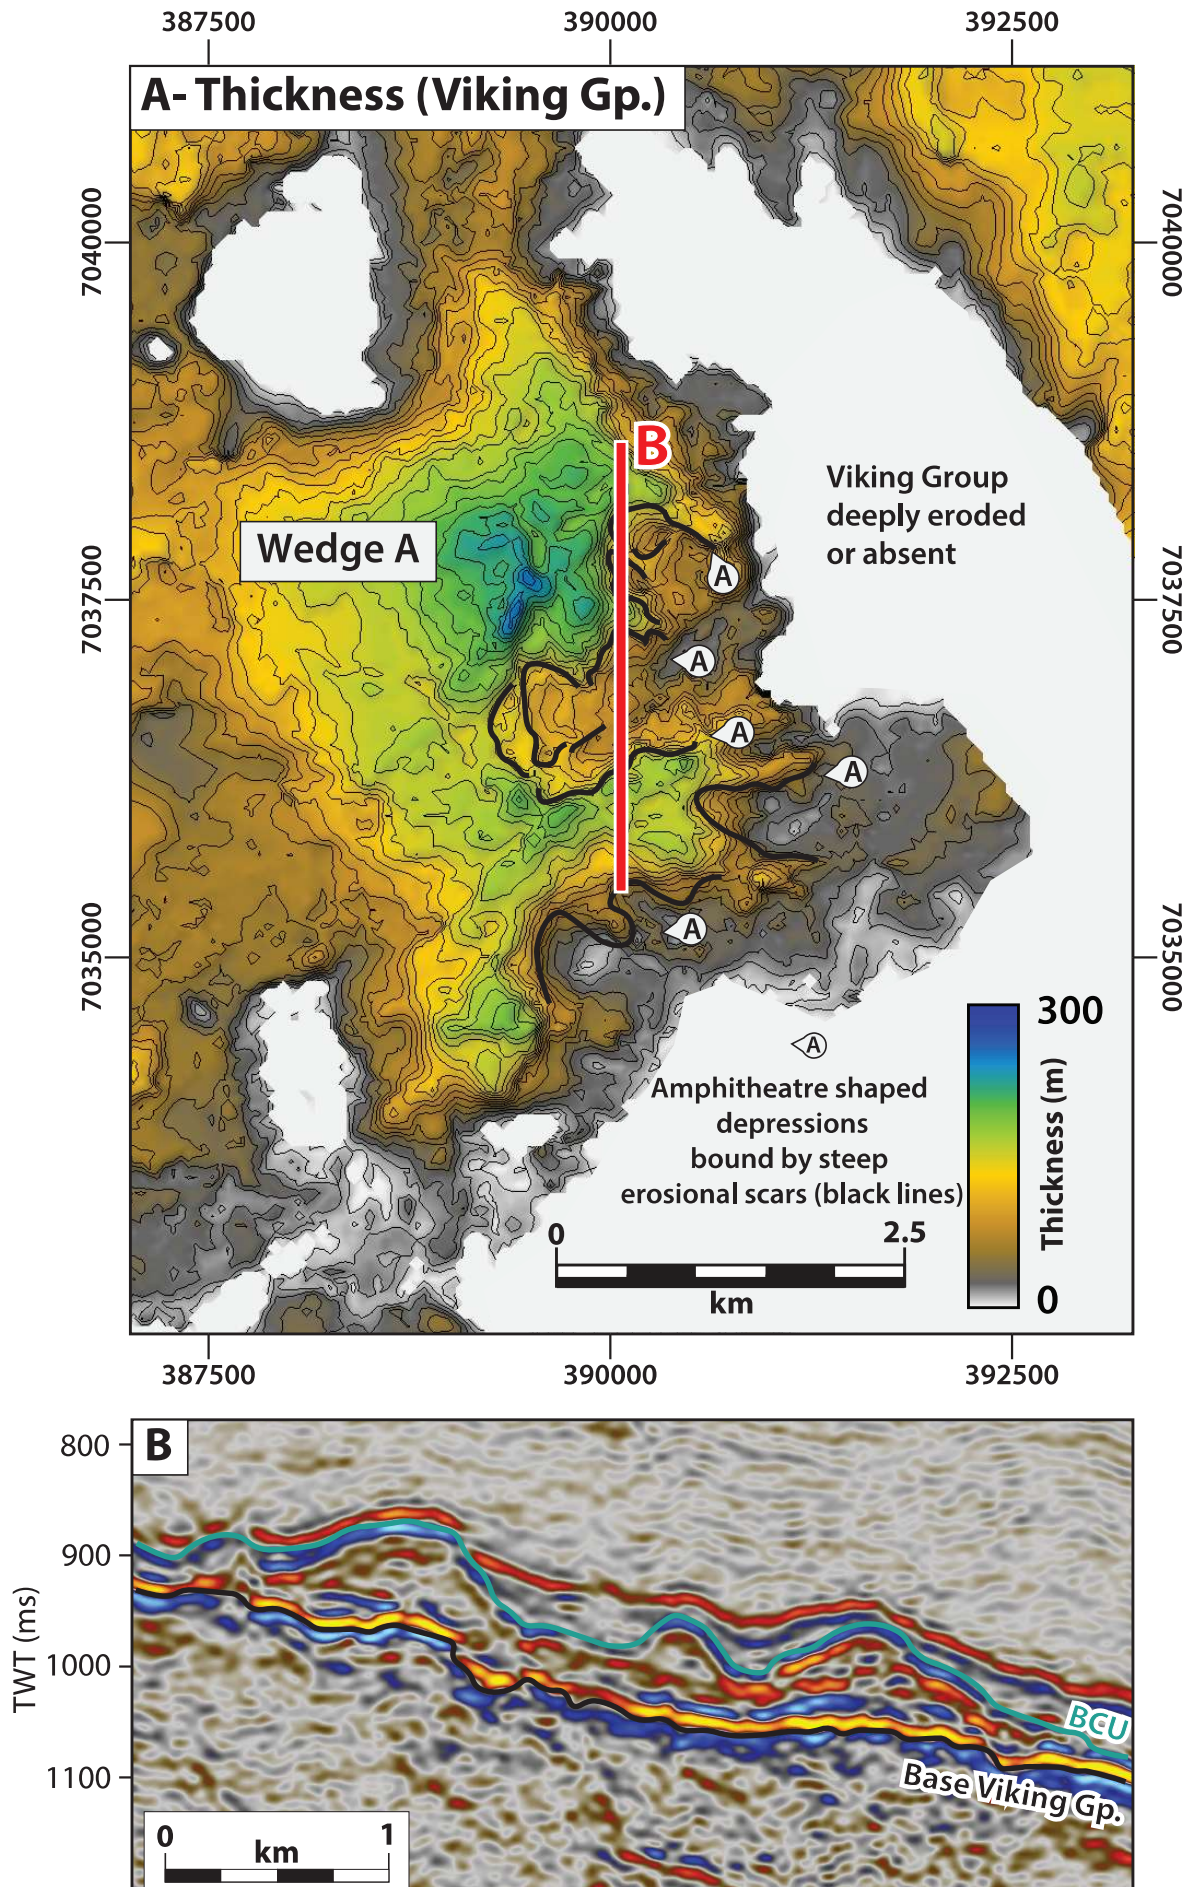 387500 390000 392500
A- Thickness (Viking Gp.)
7040000 7040000
B
Viking Group
deeply eroded
or absent
Wedge A
A
7037500 7037500
A
A
A
A
7035000 7035000
A
Amphitheatre shaped
depressions
bound by steep
erosional scars (black lines)
0 2.5
km
300
Thickness (m)
0
387500 390000 392500
B
800
900
1000
1100
TWT (ms)
BCU
Base Viking Gp.
0 1
km